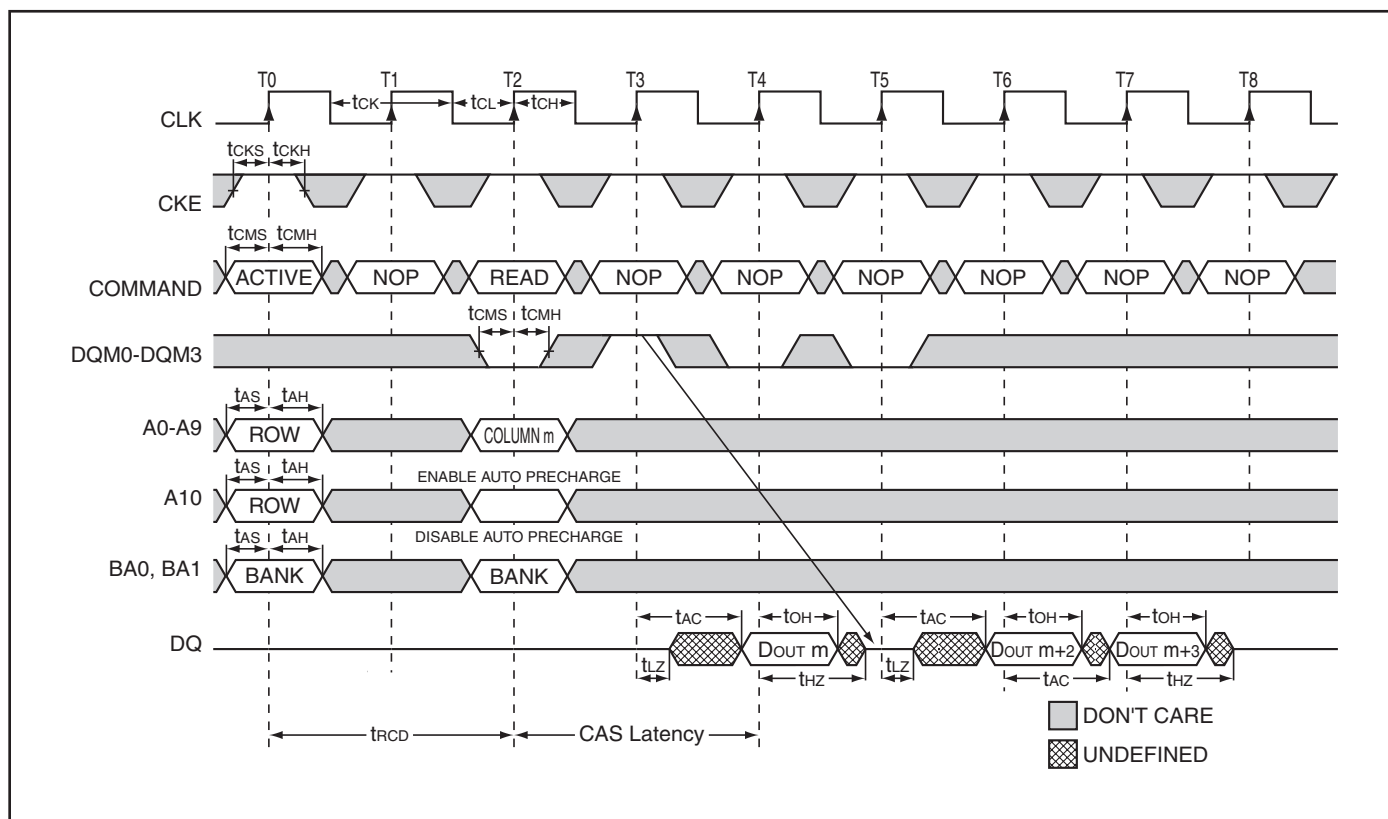 T0 T1 T2 T3 T4 T5 T6 T7 T8
tCK tCL tCH
CLK
tCKS tCKH
CKE
tCMS tCMH
COMMAND ACTIVE NOP READ NOP NOP NOP NOP NOP NOP
tCMS tCMH
DQM0-DQM3
tAS tAH
A0-A9 ROW COLUMN m
tAS tAH ENABLE AUTO PRECHARGE
A10 ROW
tAS tAH DISABLE AUTO PRECHARGE
BA0, BA1 BANK BANK
tAC tOH tAC tOH tOH
DQ DOUT m DOUT m+2 DOUT m+3
tLZ tHZ tLZ tAC tHZ
DON'T CARE
tRCD CAS Latency
UNDEFINED